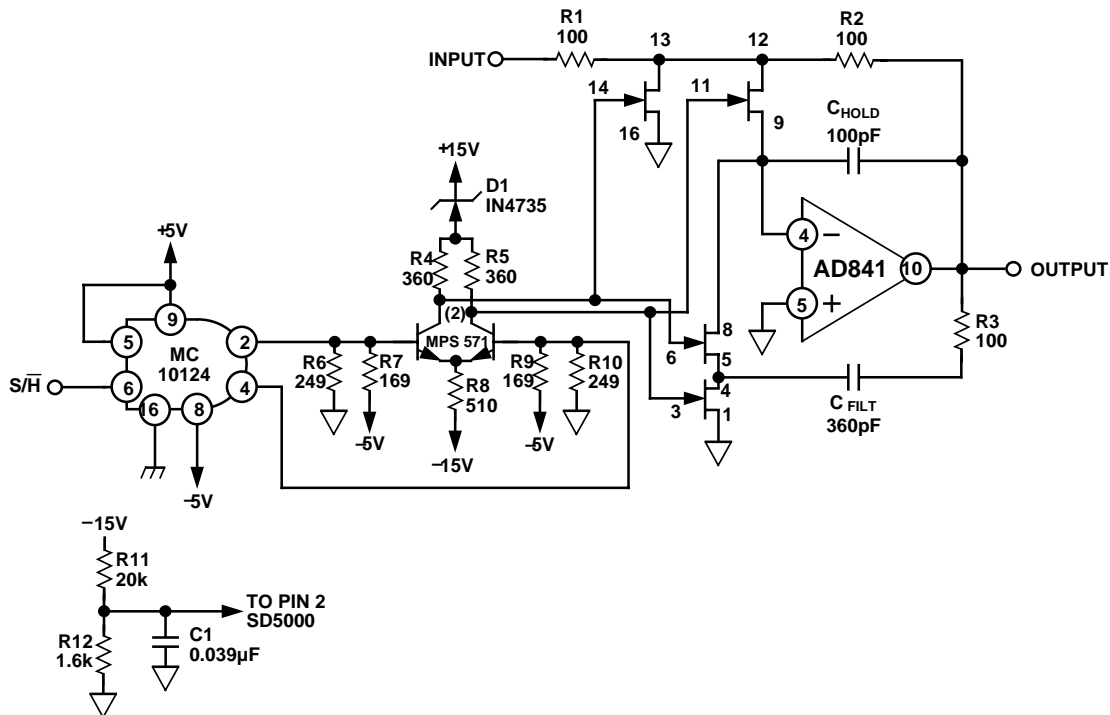 R1
100
13
12
R2
100
INPUT
14
11
16
9
C HOLD
100pF
+15V
D1
IN4735
+5V
R4
360
R5
360
4
−
AD841
10
OUTPUT
5
+
(2)
8
R3
100
9
5
2
MC
10124
MPS 571
6
5
S/H̅
6
4
R6
249
R7
169
R8
510
R9
169
R10
249
4
3
1
C FILT
360pF
16
8
−5V
−5V
−15V
−5V
−15V
R11
20k
TO PIN 2
SD5000
R12
1.6k
C1
0.039µF